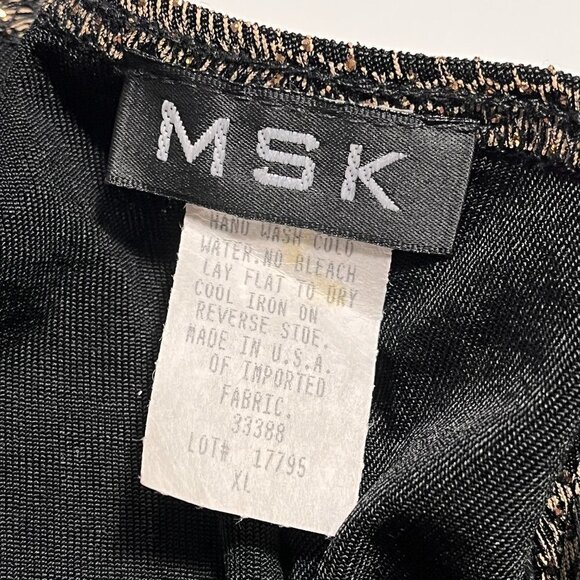 MSK
HAND WASH COLD
WATER.NO BLEACH
LAY FLAT TO DRY
COOL IRON ON
REVERSE SIDE.
MADE IN U.S.A.
OF IMPORTED
FABRIC.
33388
LOT# 17795
XL